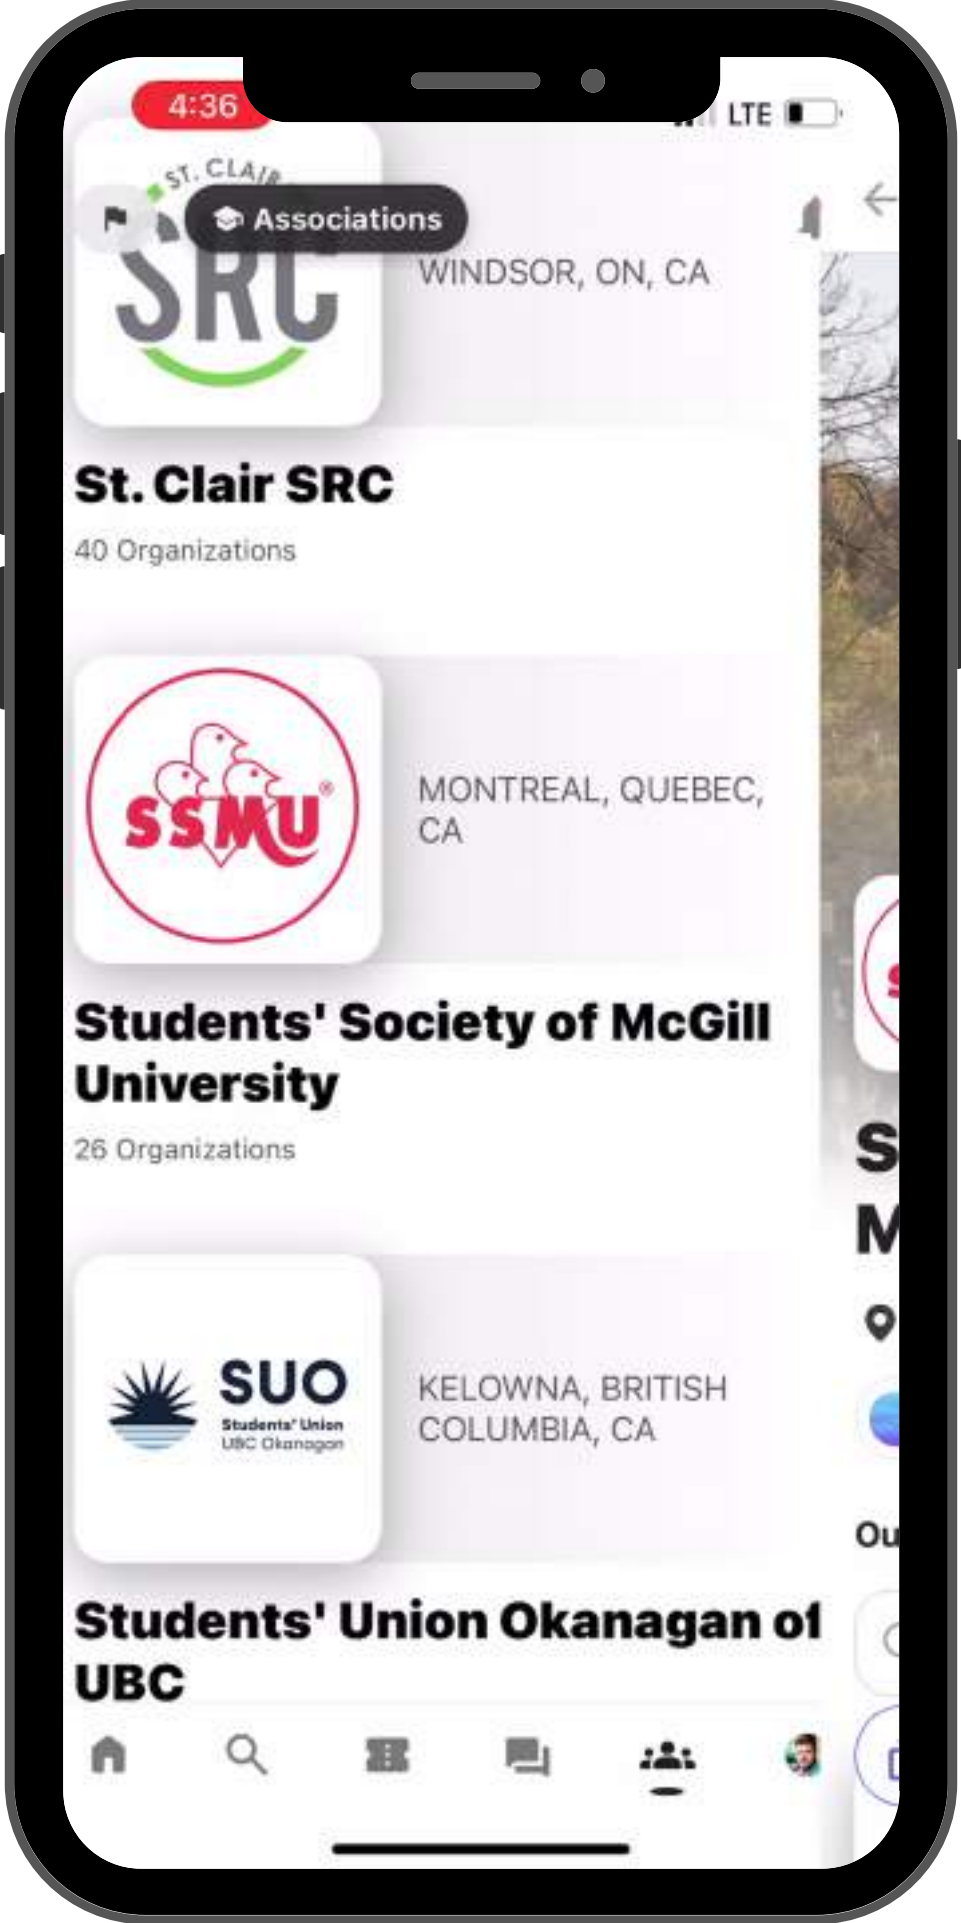 4:36
LTE
ST. CLAIR
Associations
SRC
WINDSOR, ON, CA
St. Clair SRC
40 Organizations
SSMU®
MONTREAL, QUEBEC,
CA
Students' Society of McGill
University
26 Organizations
S
M
SUO
Students' Union
UBC Okanagan
KELOWNA, BRITISH
COLUMBIA, CA
Ou
Students' Union Okanagan of
UBC